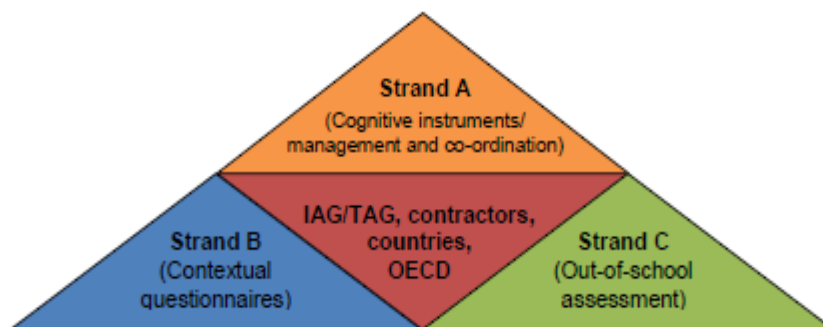 Strand A
(Cognitive instruments/
management and co-ordination)
IAG/TAG, contractors,
countries,
OECD
Strand B
(Contextual
questionnaires)
Strand C
(Out-of-school
assessment)